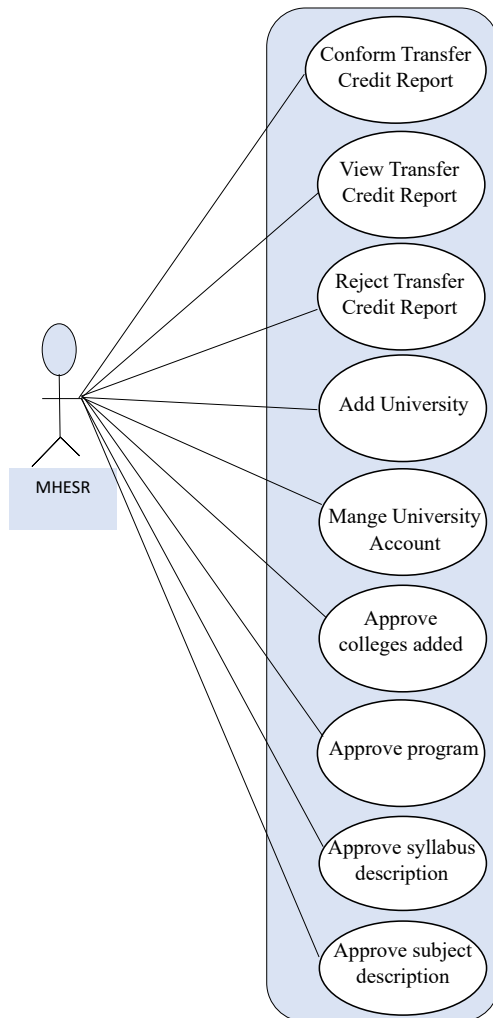 Conform Transfer
Credit Report
View Transfer
Credit Report
Reject Transfer
Credit Report
Add University
MHESR
Mange University
Account
Approve
colleges added
Approve program
Approve syllabus
description
Approve subject
description